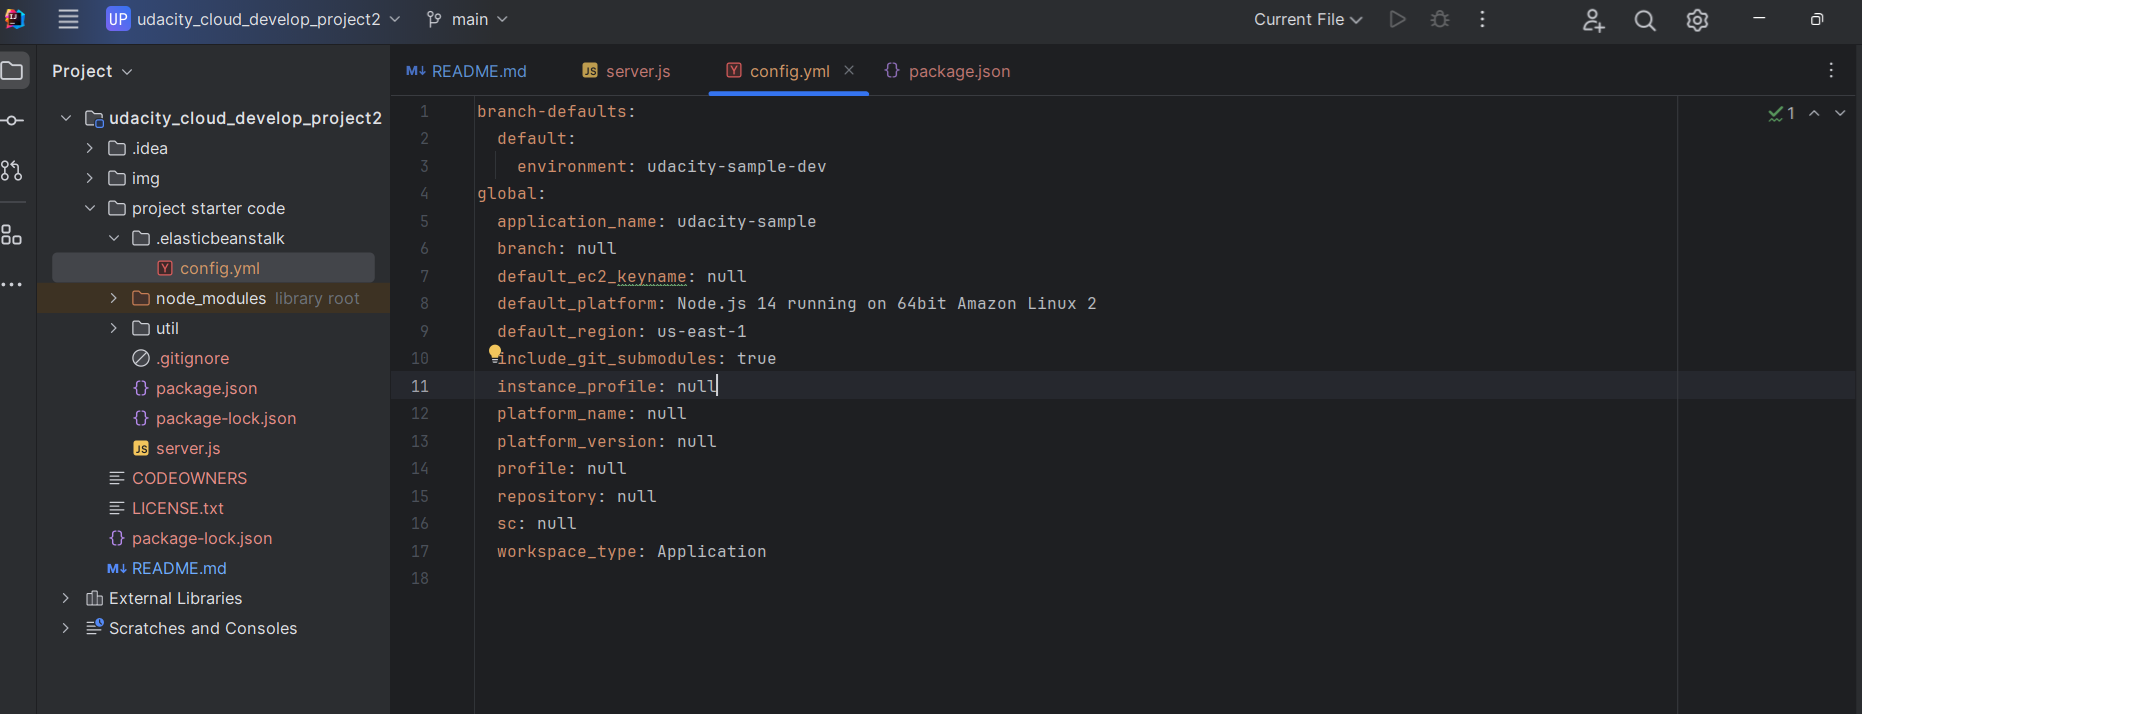 UP udacity_cloud_develop_project2 main Current File
Project
README.md server.js config.yml package.json
udacity_cloud_develop_project2
.idea
img
project starter code
.elasticbeanstalk
config.yml
node_modules library root
util
.gitignore
package.json
package-lock.json
server.js
CODEOWNERS
LICENSE.txt
package-lock.json
README.md
External Libraries
Scratches and Consoles
1 branch-defaults:
2 default:
3 environment: udacity-sample-dev
4 global:
5 application_name: udacity-sample
6 branch: null
7 default_ec2_keyname: null
8 default_platform: Node.js 14 running on 64bit Amazon Linux 2
9 default_region: us-east-1
10 include_git_submodules: true
11 instance_profile: null
12 platform_name: null
13 platform_version: null
14 profile: null
15 repository: null
16 sc: null
17 workspace_type: Application
18
1